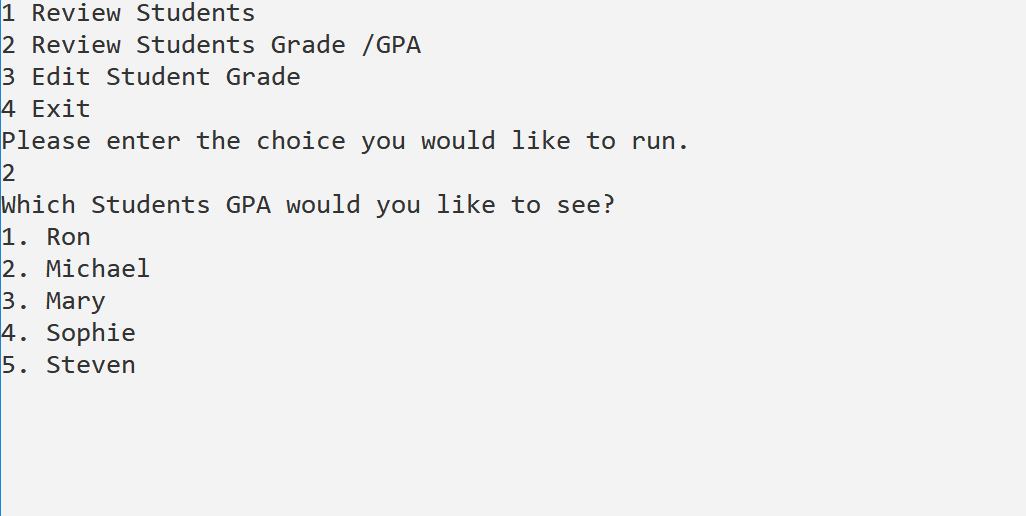 1 Review Students
2 Review Students Grade /GPA
3 Edit Student Grade
4 Exit
Please enter the choice you would like to run.
2
Which Students GPA would you like to see?
1. Ron
2. Michael
3. Mary
4. Sophie
5. Steven